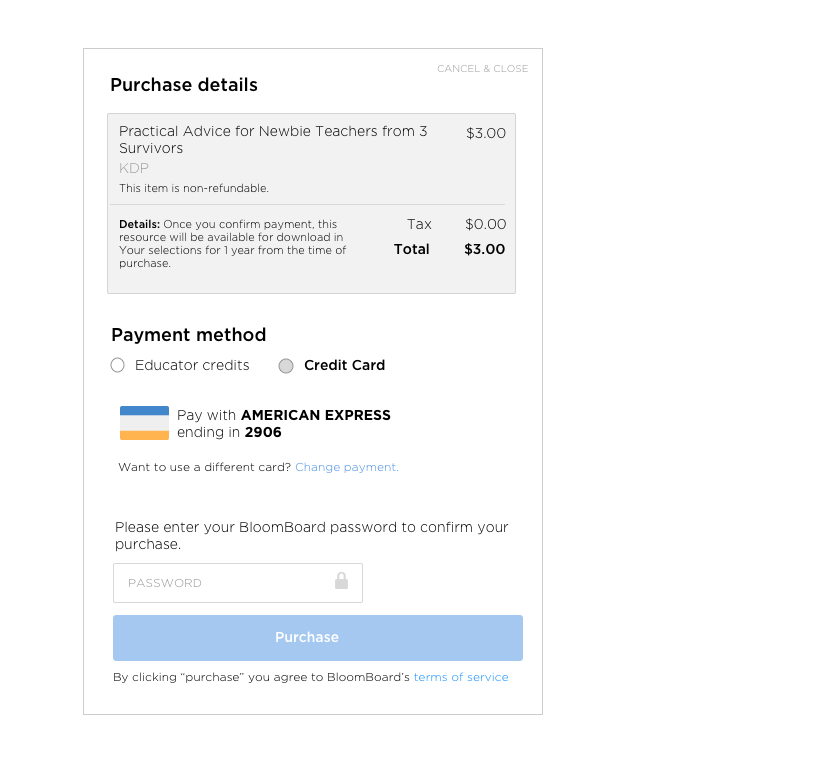 CANCEL & CLOSE
Purchase details
Practical Advice for Newbie Teachers from 3 $3.00
Survivors
KDP
This item is non-refundable.
Details: Once you confirm payment, this Tax $0.00
resource will be available for download in
Your selections for 1 year from the time of Total $3.00
purchase.
Payment method
Educator credits Credit Card
Pay with AMERICAN EXPRESS
ending in 2906
Want to use a different card? Change payment.
Please enter your BloomBoard password to confirm your
purchase.
PASSWORD
Purchase
By clicking “purchase” you agree to BloomBoard’s terms of service